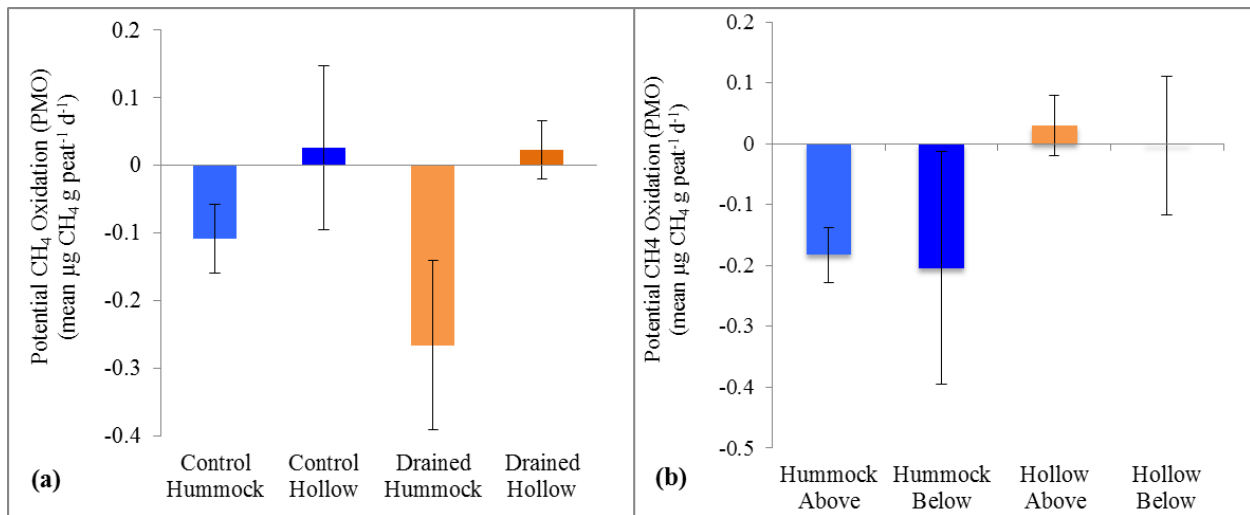 Potential CH₄ Oxidation (PMO)
(mean µg CH₄ g peat⁻¹ d⁻¹)
0.2
0.1
0
-0.1
-0.2
-0.3
-0.4
Control
Hummock
Control
Hollow
Drained
Hummock
Drained
Hollow
(a)
Potential CH4 Oxidation (PMO)
(mean µg CH₄ g peat⁻¹ d⁻¹)
0.2
0.1
0
-0.1
-0.2
-0.3
-0.4
-0.5
Hummock
Above
Hummock
Below
Hollow
Above
Hollow
Below
(b)